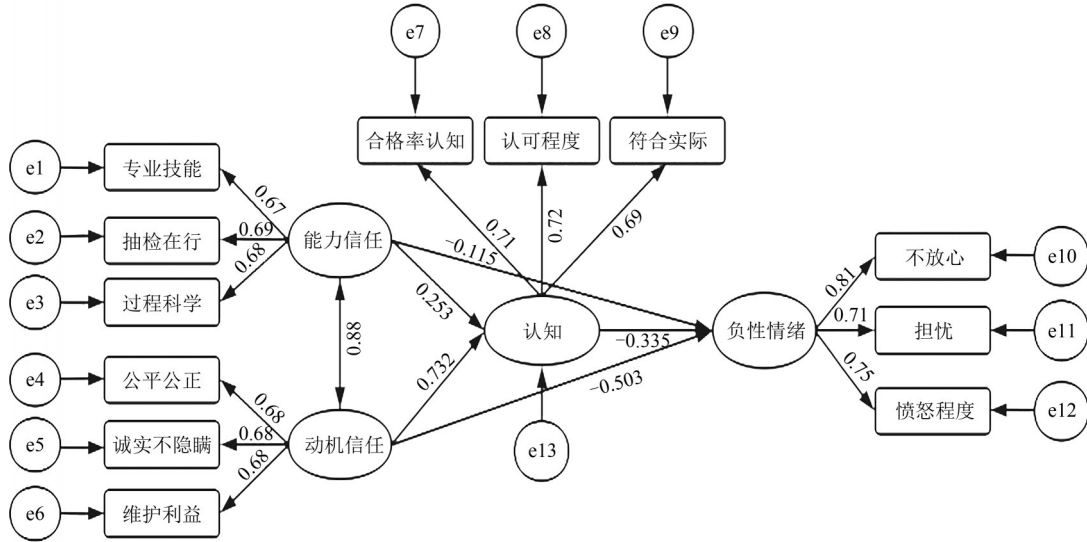 e7
e8
e9
合格率认知
认可程度
符合实际
e1
专业技能
0.67
0.71
0.72
0.69
e2
抽检在行
0.69
能力信任
-0.115
不放心
e10
e3
过程科学
0.68
0.253
0.81
0.88
认知
-0.335
负性情绪
0.71
担忧
e11
e4
公平公正
0.68
0.732
-0.503
0.75
愤怒程度
e12
e5
诚实不隐瞒
0.68
动机信任
e13
e6
维护利益
0.68